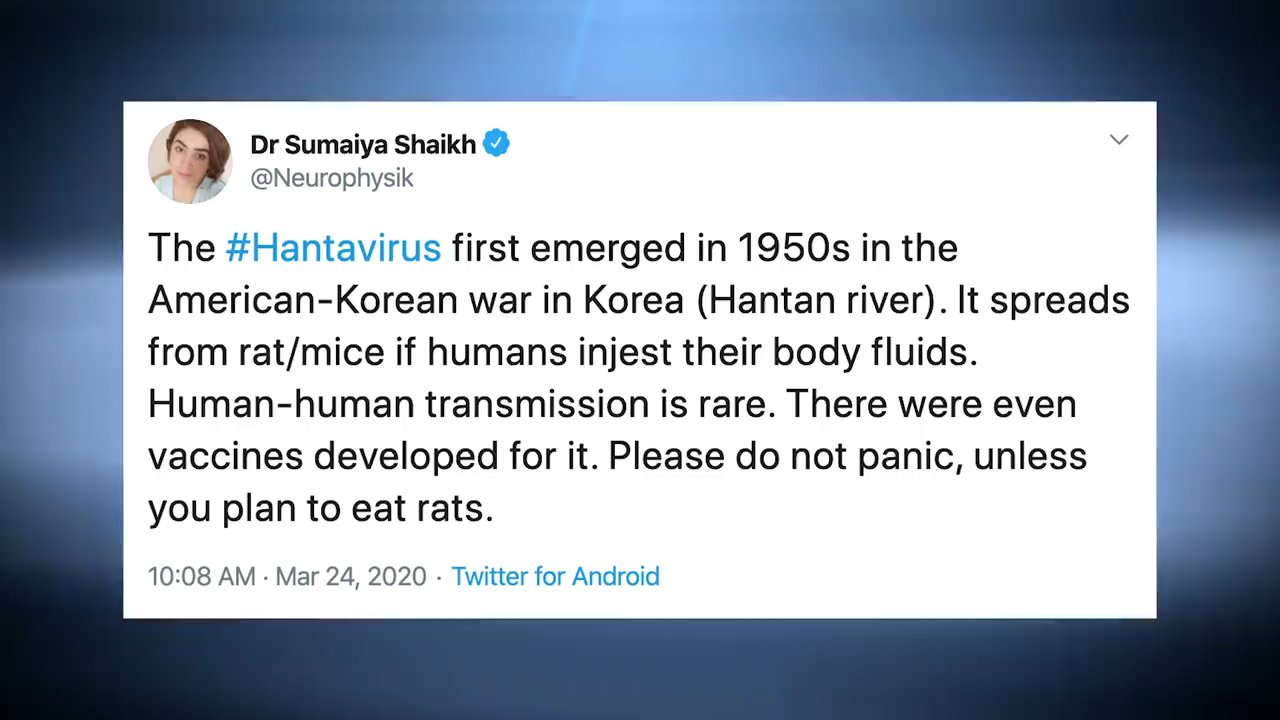 Dr Sumaiya Shaikh
@Neurophysik
The #Hantavirus first emerged in 1950s in the
American-Korean war in Korea (Hantan river). It spreads
from rat/mice if humans injest their body fluids.
Human-human transmission is rare. There were even
vaccines developed for it. Please do not panic, unless
you plan to eat rats.
10:08 AM · Mar 24, 2020 · Twitter for Android